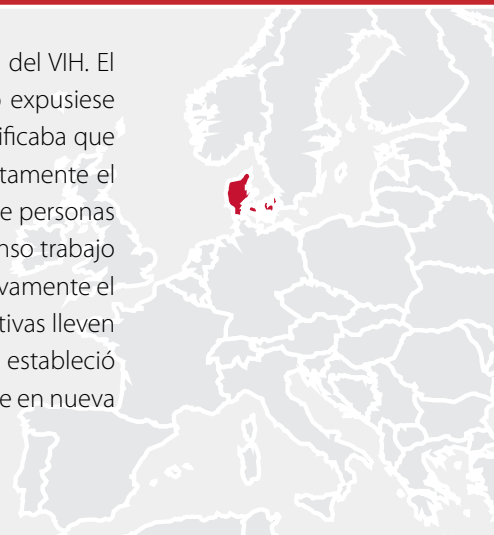 del VIH. El
expusiese
ificaba que
tamente el
e personas
nso trabajo
vamente el
tivas lleven
estableció
e en nueva